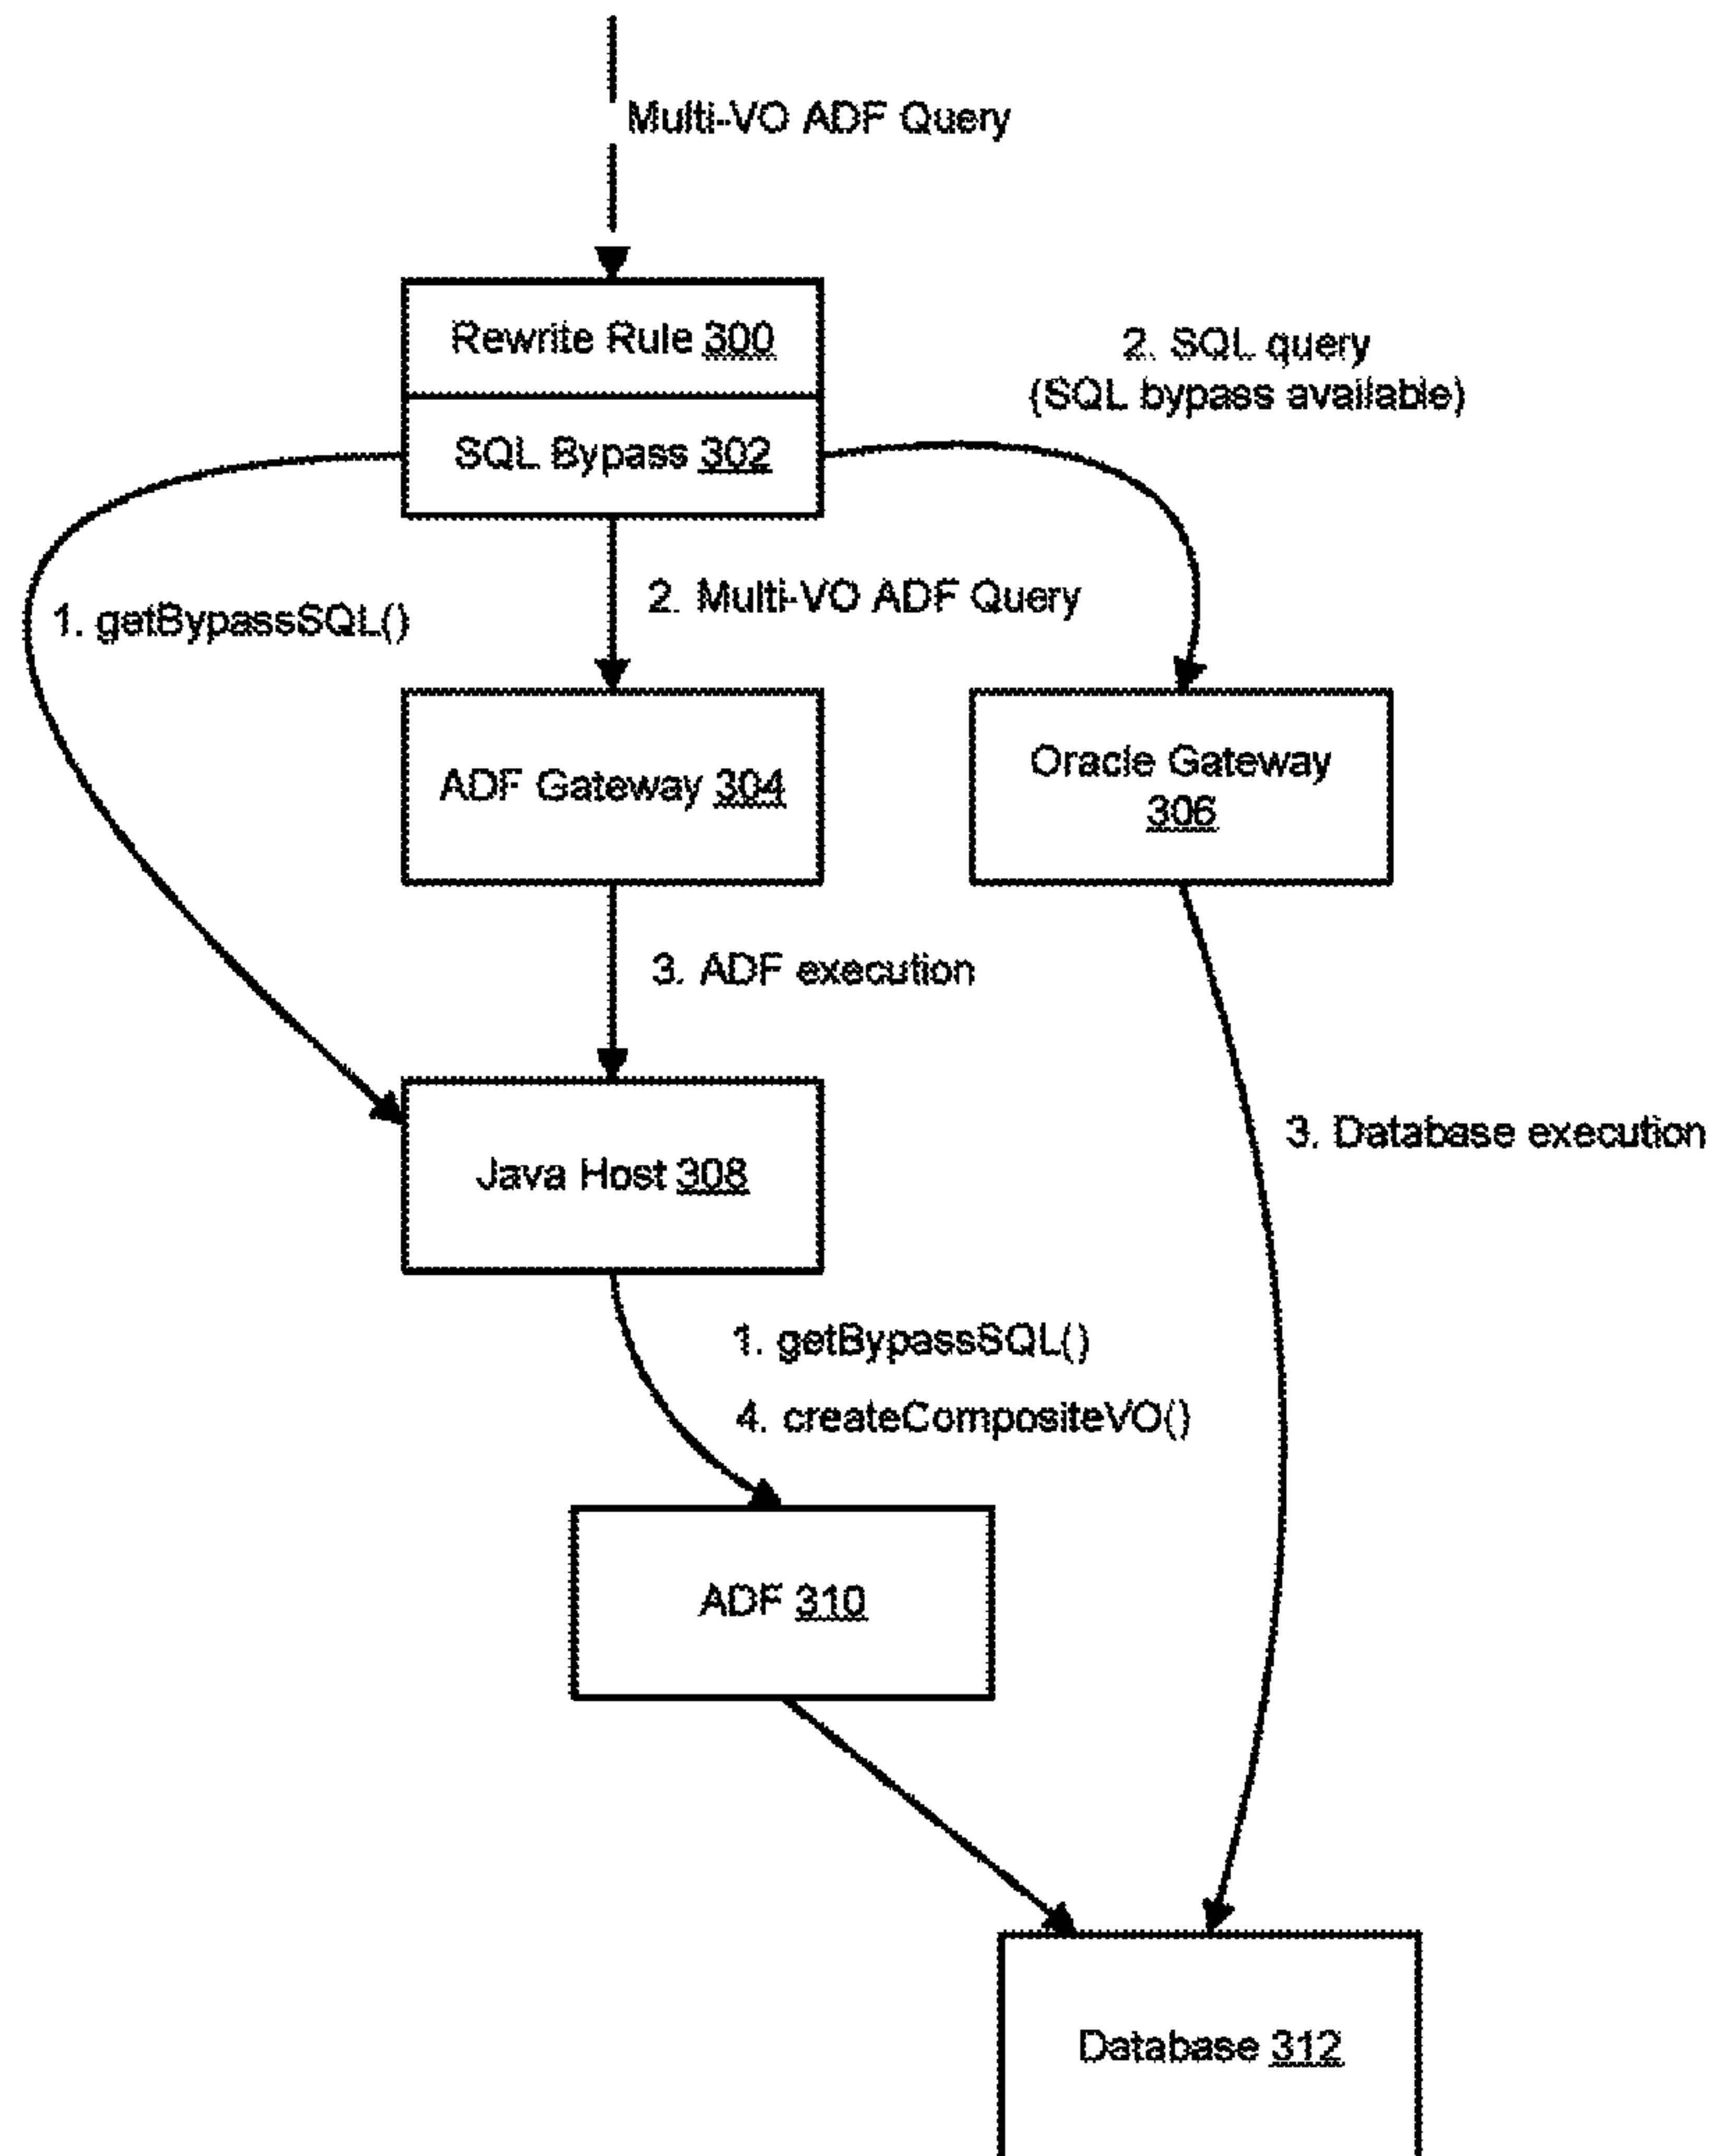 Multi-VO ADF Query
Rewrite Rule 300
2. SQL query
(SQL bypass available)
SQL Bypass 302
1. getBypassSQL()
2. Multi-VO ADF Query
ADF Gateway 304
Oracle Gateway
306
3. ADF execution
3. Database execution
Java Host 308
1. getBypassSQL()
4. createCompositeVO()
ADF 310
Database 312